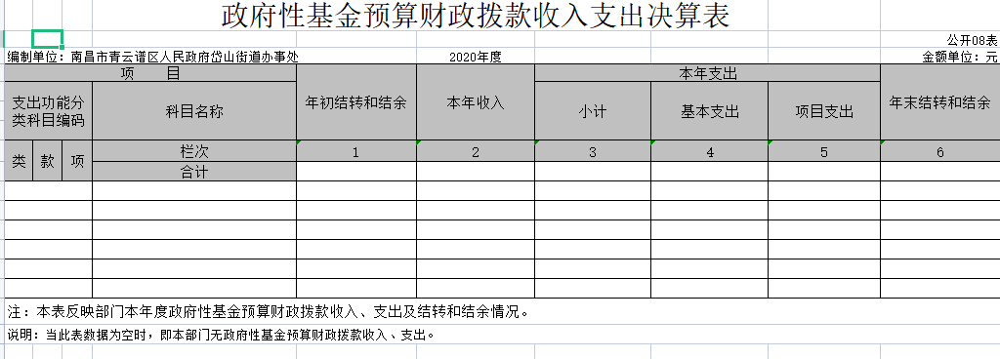 政府性基金预算财政拨款收入支出决算表
公开08表
编制单位：南昌市青云谱区人民政府岱山街道办事处 2020年度 金额单位：元
项 目 年初结转和结余 本年收入 本年支出 年末结转和结余
支出功能分类科目编码 科目名称 小计 基本支出 项目支出
类 款 项 栏次 1 2 3 4 5 6
合计
注：本表反映部门本年度政府性基金预算财政拨款收入、支出及结转和结余情况。
说明：当此表数据为空时，即本部门无政府性基金预算财政拨款收入、支出。